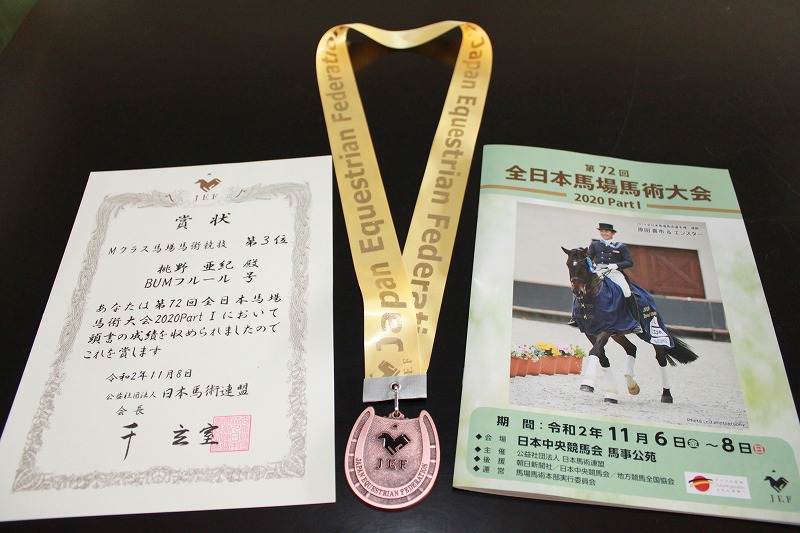 JEF
賞状
Mクラス馬場馬術競技 第3位
桃野 亜紀 殿
BUMフルール 号
あなたは第72回全日本馬場
馬術大会2020PartⅠにおいて
頭書の成績を収められましたので
これを賞します
令和2年11月8日
公益社団法人 日本馬術連盟
会長
千 玄室
Japan Equestrian Federation
Japan Equestrian Federation
JEF
JEF
JAPAN EQUESTRIAN FEDERATION
第72回
全日本馬場馬術大会
2020 PartⅠ
原田 喜市 & エンスター
期 間:令和2年11月6日㊎~8日㊐
◆会場 日本中央競馬会 馬事公苑
◆主催 公益社団法人 日本馬術連盟
◆後援 朝日新聞社/日本中央競馬会/地方競馬全国協会
◆運営 馬場馬術本部実行委員会
JEF